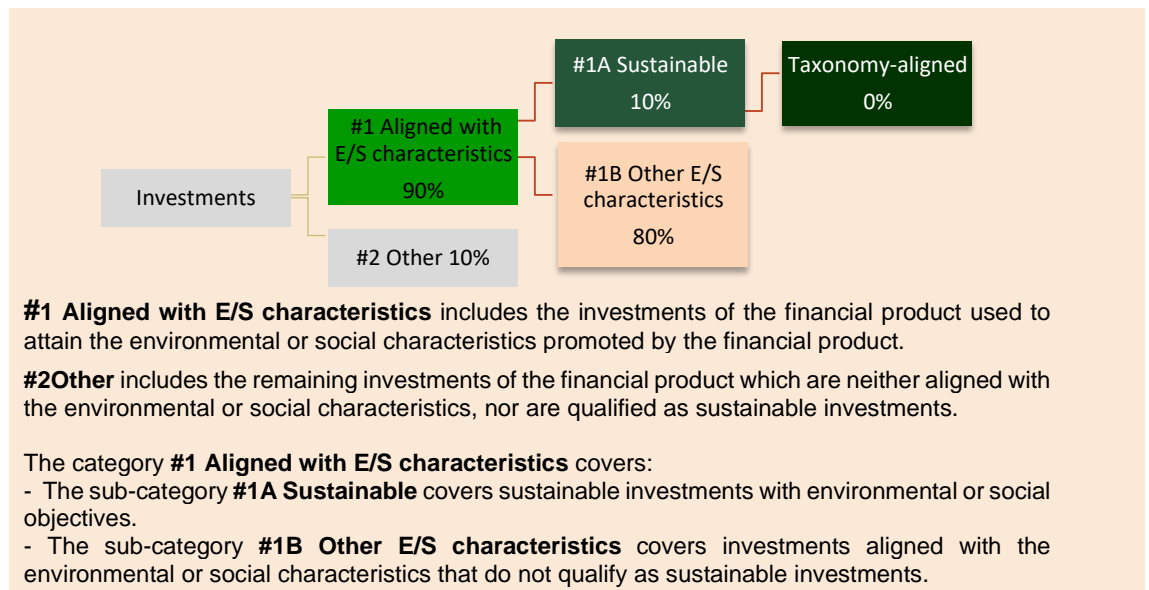 #1A Sustainable
10%
Taxonomy-aligned
0%
#1 Aligned with
E/S characteristics
90%
#1B Other E/S
characteristics
80%
Investments
#2 Other 10%
#1 Aligned with E/S characteristics includes the investments of the financial product used to
attain the environmental or social characteristics promoted by the financial product.
#2Other includes the remaining investments of the financial product which are neither aligned with
the environmental or social characteristics, nor are qualified as sustainable investments.
The category #1 Aligned with E/S characteristics covers:
- The sub-category #1A Sustainable covers sustainable investments with environmental or social
objectives.
- The sub-category #1B Other E/S characteristics covers investments aligned with the
environmental or social characteristics that do not qualify as sustainable investments.